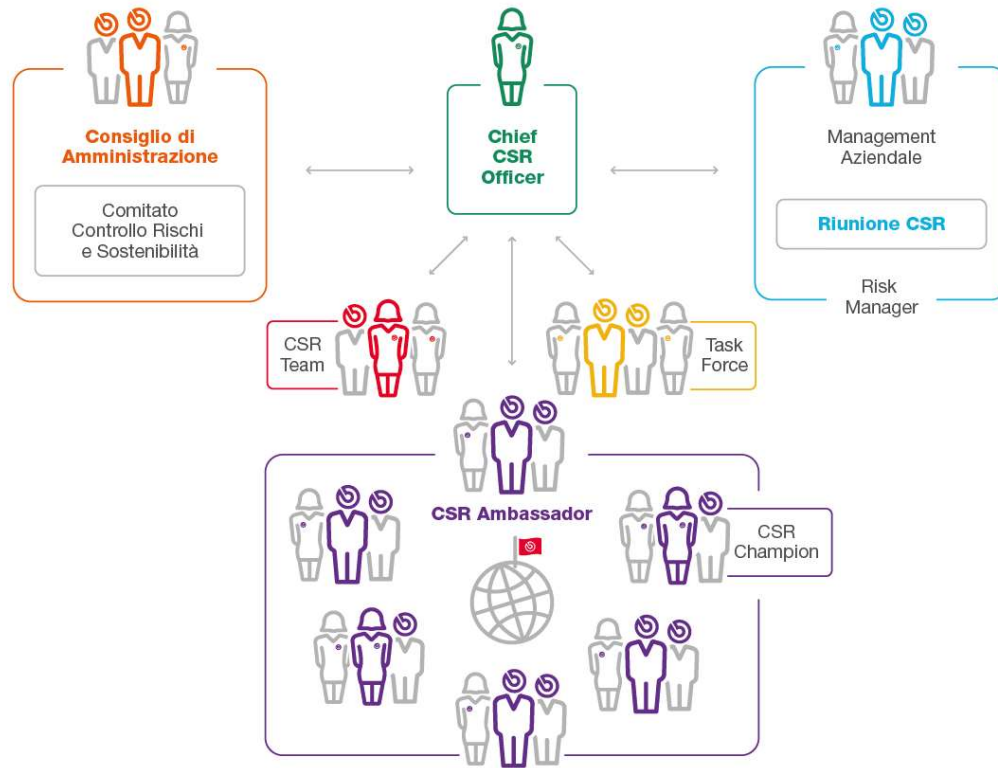 Consiglio di
Amministrazione
Comitato
Controllo Rischi
e Sostenibilità
Chief
CSR
Officer
Management
Aziendale
Riunione CSR
Risk
Manager
CSR
Team
Task
Force
CSR Ambassador
CSR
Champion